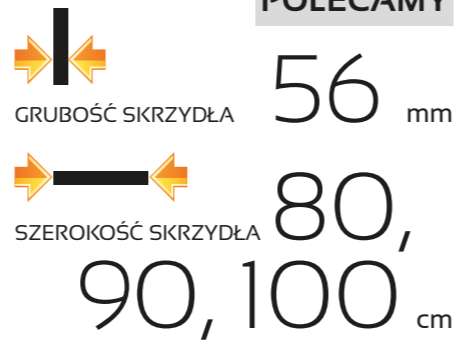 POLECAMY
GRUBOŚĆ SKRZYDŁA 56 mm
SZEROKOŚĆ SKRZYDŁA 80,
90, 100 cm